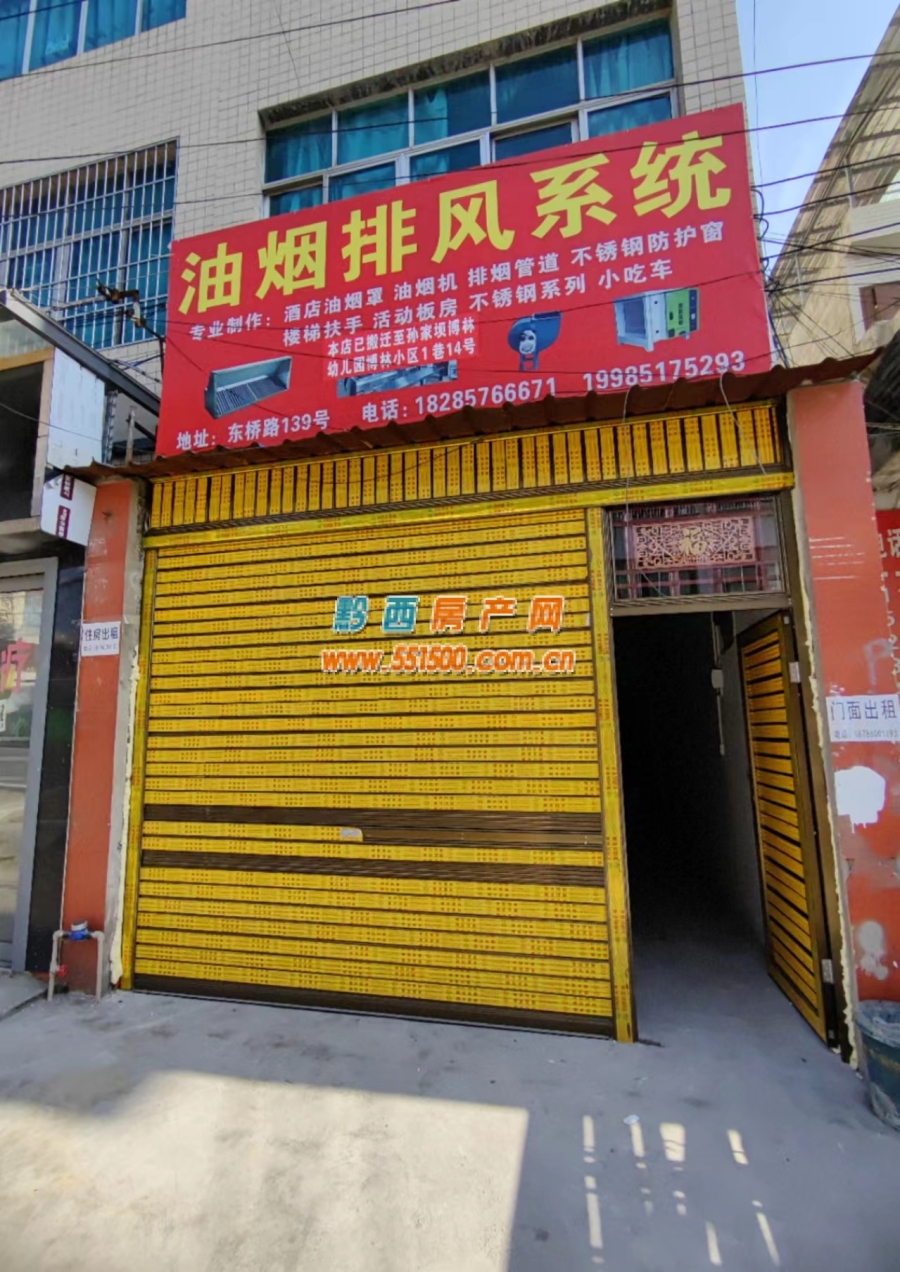 油烟排风系统
专业制作：酒店油烟罩 油烟机 排烟管道 不锈钢防护窗
楼梯扶手 活动板房 不锈钢系列 小吃车
本店已搬迁至孙家坝博林
幼儿园博林小区1巷14号
地址：东桥路139号 电话：18285766671 19985175293
福
黔西房产网
www.551500.com.cn
住房出租
门面出租